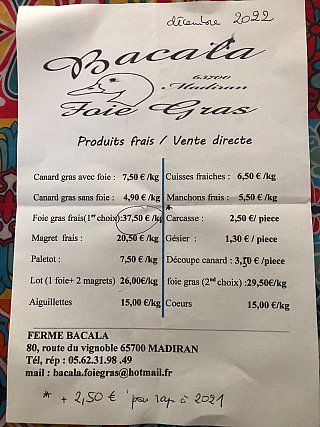 décembre 2022
Bacala
65700
Madiran
Foie Gras
Produits frais / Vente directe
Canard gras avec foie : 7,50 €/kg
Canard gras sans foie : 4,90 €/kg
Foie gras frais(1er choix):37,50 €/kg *
Magret frais : 20,50 €/kg
Paletot : 7,50 €/kg
Lot (1 foie+ 2 magrets) 26,00€/kg
Aiguillettes 15,00 €/kg
Cuisses fraiches : 6,50 €/kg
Manchons frais : 5,50 €/kg
Carcasse : 2,50 €/ piece
Gésier : 1,30 €/ piece
Découpe canard : 3,50 €/piece
foie gras (2nd choix) :29,50€/kg
Coeurs 15,00 €/kg
FERME BACALA
80, route du vignoble 65700 MADIRAN
Tél, rép : 05.62.31.98 .49
mail : bacala.foiegras@hotmail.fr
* + 2,50 € par rap à 2021